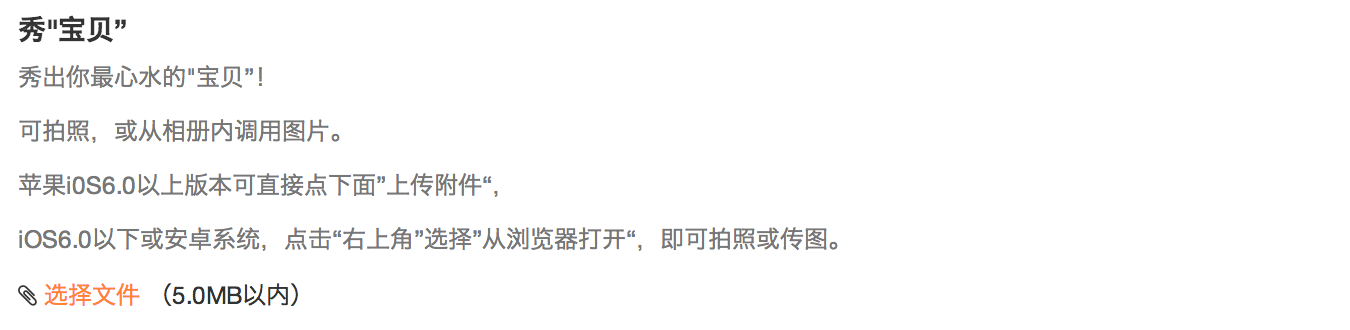 秀"宝贝”
秀出你最心水的"宝贝”！
可拍照，或从相册内调用图片。
苹果i0S6.0以上版本可直接点下面”上传附件“，
iOS6.0以下或安卓系统，点击“右上角”选择”从浏览器打开“，即可拍照或传图。
选择文件 （5.0MB以内）